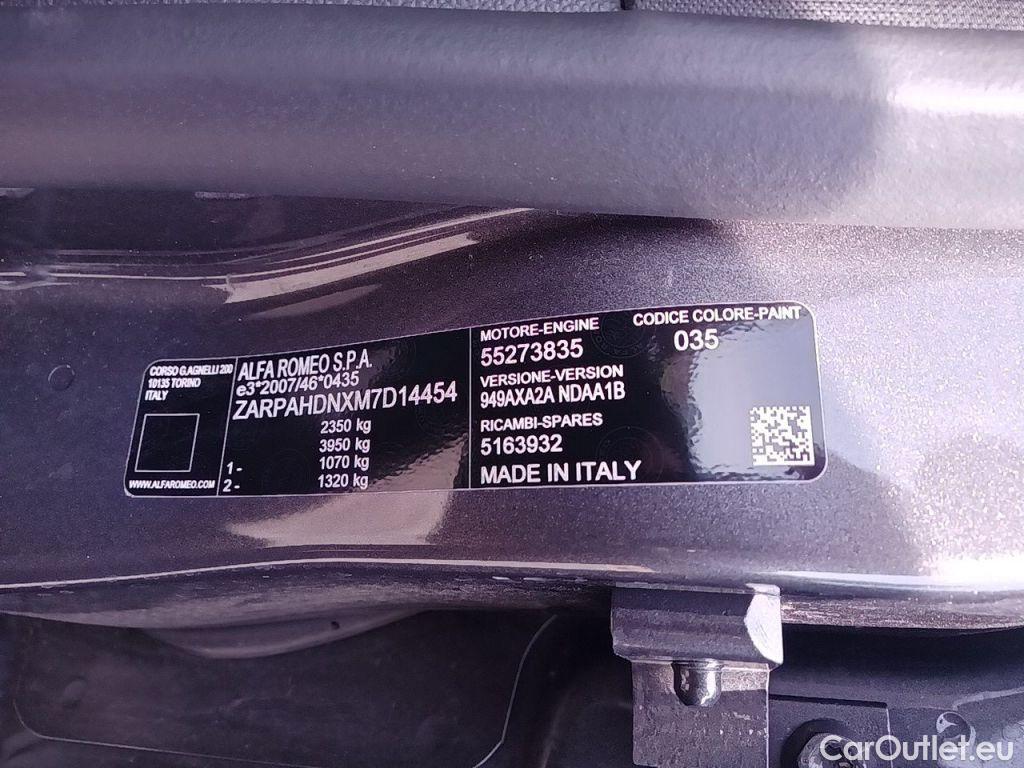 CORSO G.AGNELLI 200
10135 TORINO
ITALY
WWW.ALFAROMEO.COM
ALFA ROMEO S.P.A.
e3*2007/46*0435
ZARPAHDNXM7D14454
2350 kg
3950 kg
1- 1070 kg
2- 1320 kg
MOTORE-ENGINE
55273835
VERSIONE-VERSION
949AXA2A NDAA1B
RICAMBI-SPARES
5163932
MADE IN ITALY
CODICE COLORE-PAINT
035
CarOutlet.eu